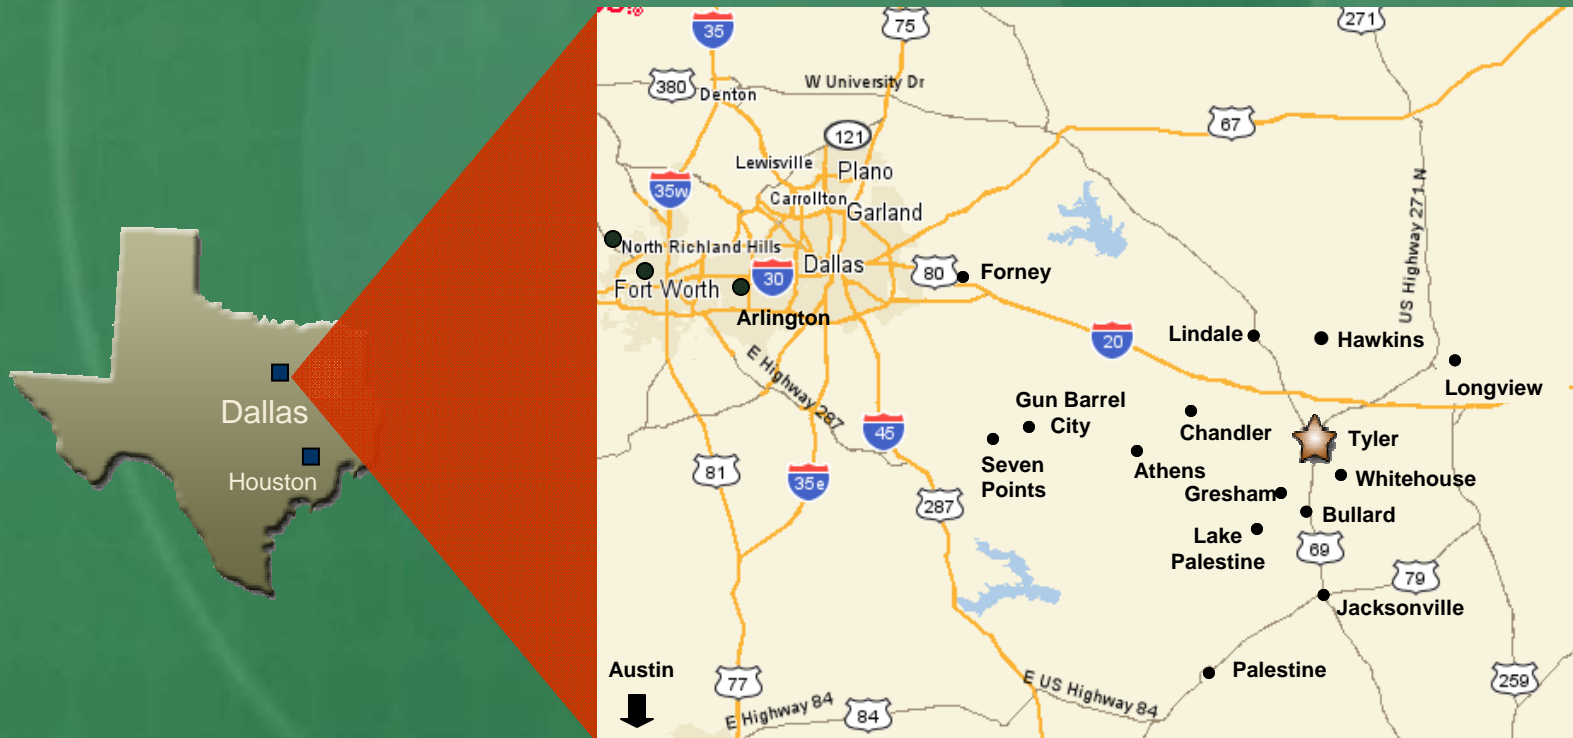 Dallas
Houston
35
75
271
380
Denton
W University Dr
67
121
Lewisville
Plano
35w
Carrollton
Garland
US Highway 271 N
North Richland Hills
Dallas
80
Forney
30
Fort Worth
Arlington
20
Lindale
Hawkins
Longview
E Highway 287
Gun Barrel
City
45
Chandler
Tyler
Seven
Points
Athens
81
35e
Whitehouse
Gresham
287
Bullard
Lake
Palestine
69
79
Jacksonville
Austin
Palestine
77
E US Highway 84
259
E Highway 84
84